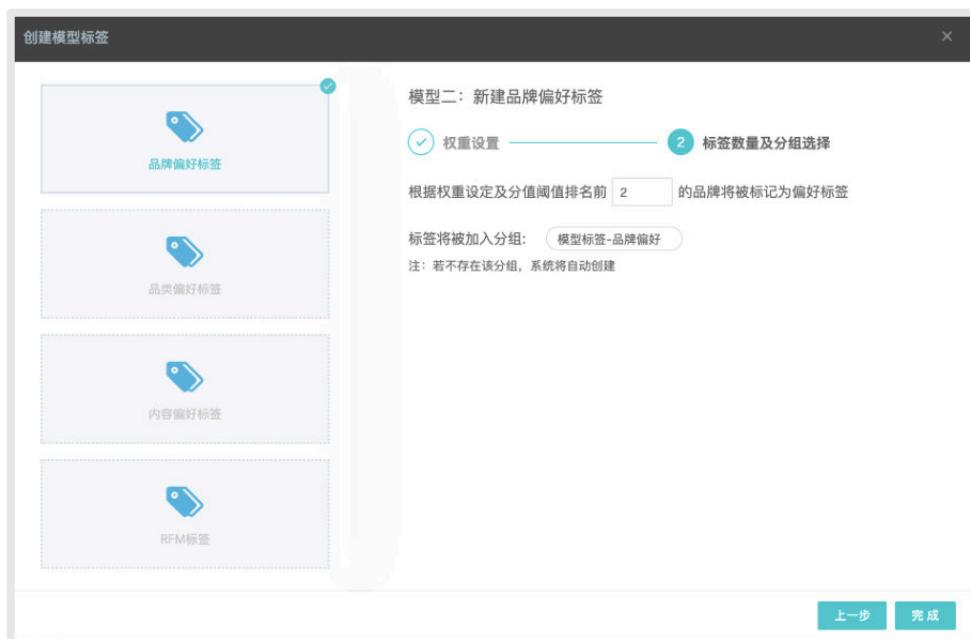 创建模型标签
品牌偏好标签
品类偏好标签
内容偏好标签
RFM标签
模型二：新建品牌偏好标签
权重设置 2 标签数量及分组选择
根据权重设定及分值阈值排名前 2 的品牌将被标记为偏好标签
标签将被加入分组： 模型标签-品牌偏好
注：若不存在该分组，系统将自动创建
上一步 完成